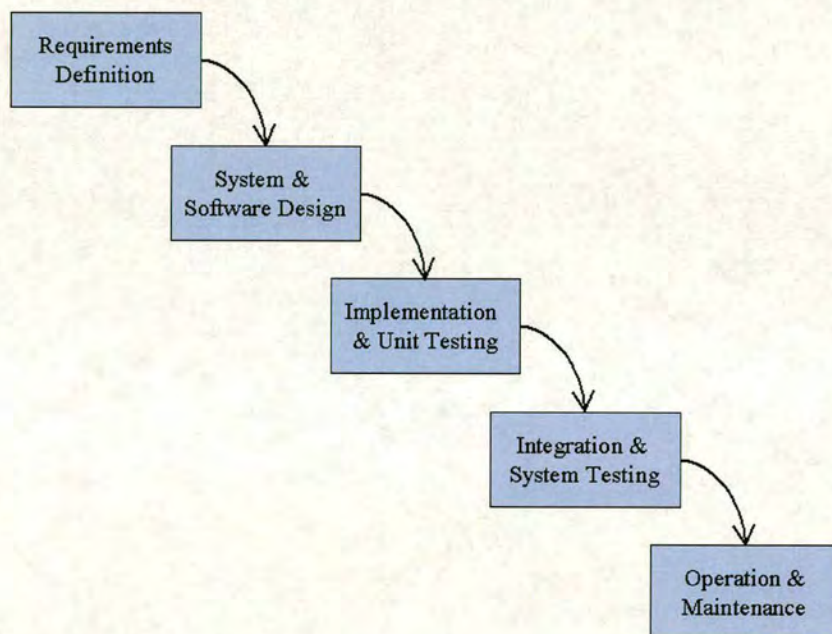 Requirements
Definition
System &
Software Design
Implementation
& Unit Testing
Integration &
System Testing
Operation &
Maintenance